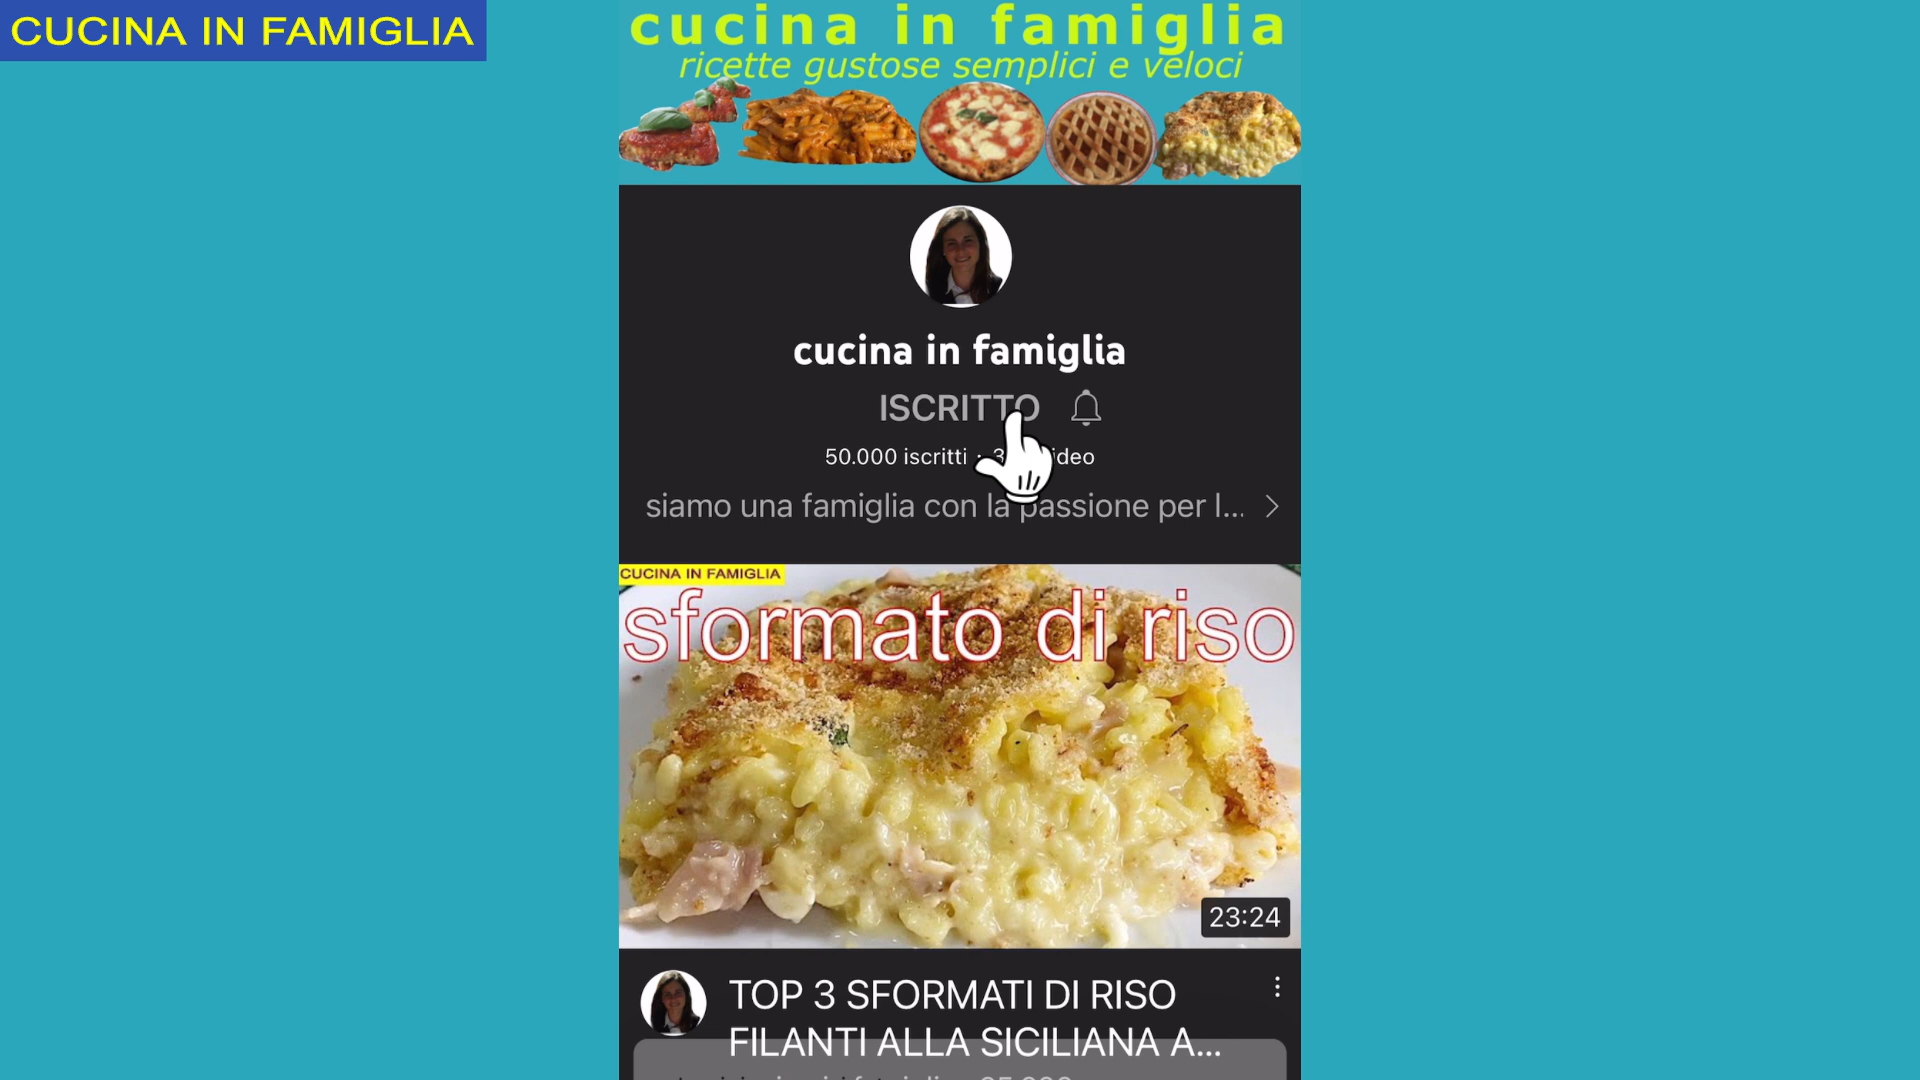 CUCINA IN FAMIGLIA
cucina in famiglia
ricette gustose semplici e veloci
cucina in famiglia
ISCRITTO
50.000 iscritti
siamo una famiglia con la passione per l...
CUCINA IN FAMIGLIA
sformato di riso
23:24
TOP 3 SFORMATI DI RISO
FILANTI ALLA SICILIANA A...